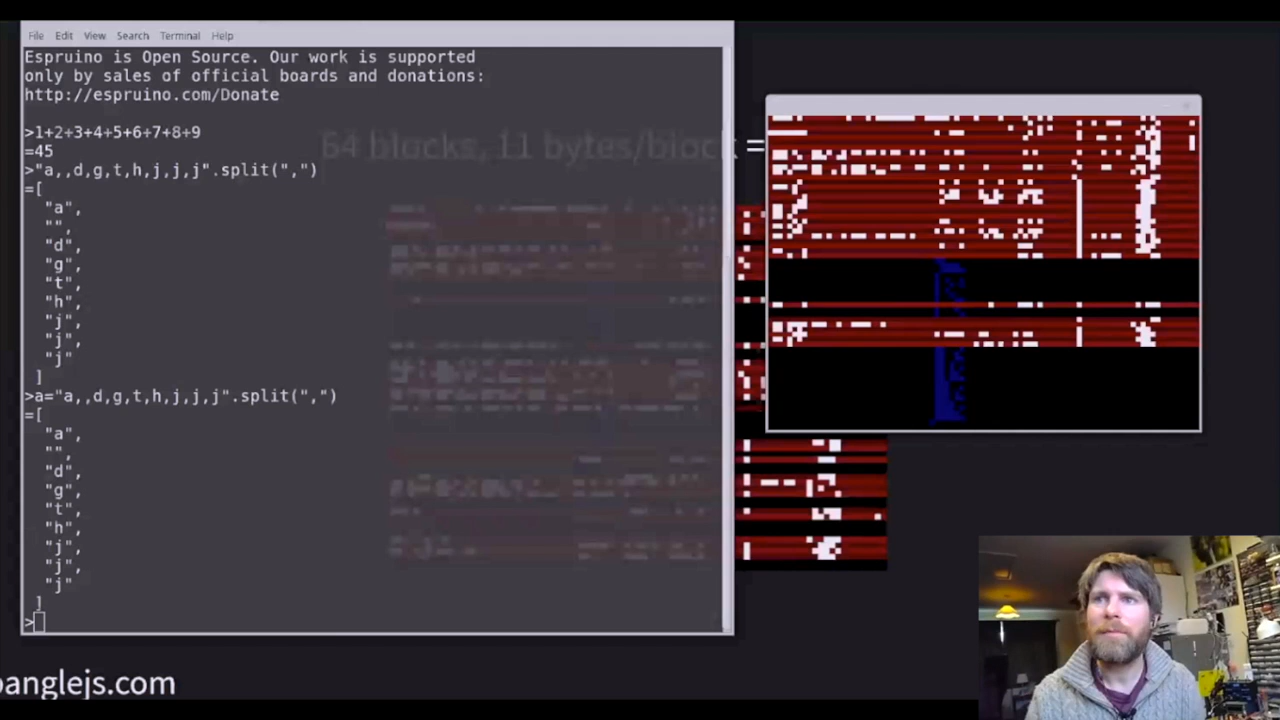 File Edit View Search Terminal Help
Espruino is Open Source. Our work is supported
only by sales of official boards and donations:
http://espruino.com/Donate
>1+2+3+4+5+6+7+8+9
=45
>"a,,d,g,t,h,j,j,j".split(",")
=[
"a",
"",
"d",
"g",
"t",
"h",
"j",
"j",
"j"
]
>a="a,,d,g,t,h,j,j,j".split(",")
=[
"a",
"",
"d",
"g",
"t",
"h",
"j",
"j",
"j"
]
>
64 blocks, 11 bytes/block =
banglejs.com